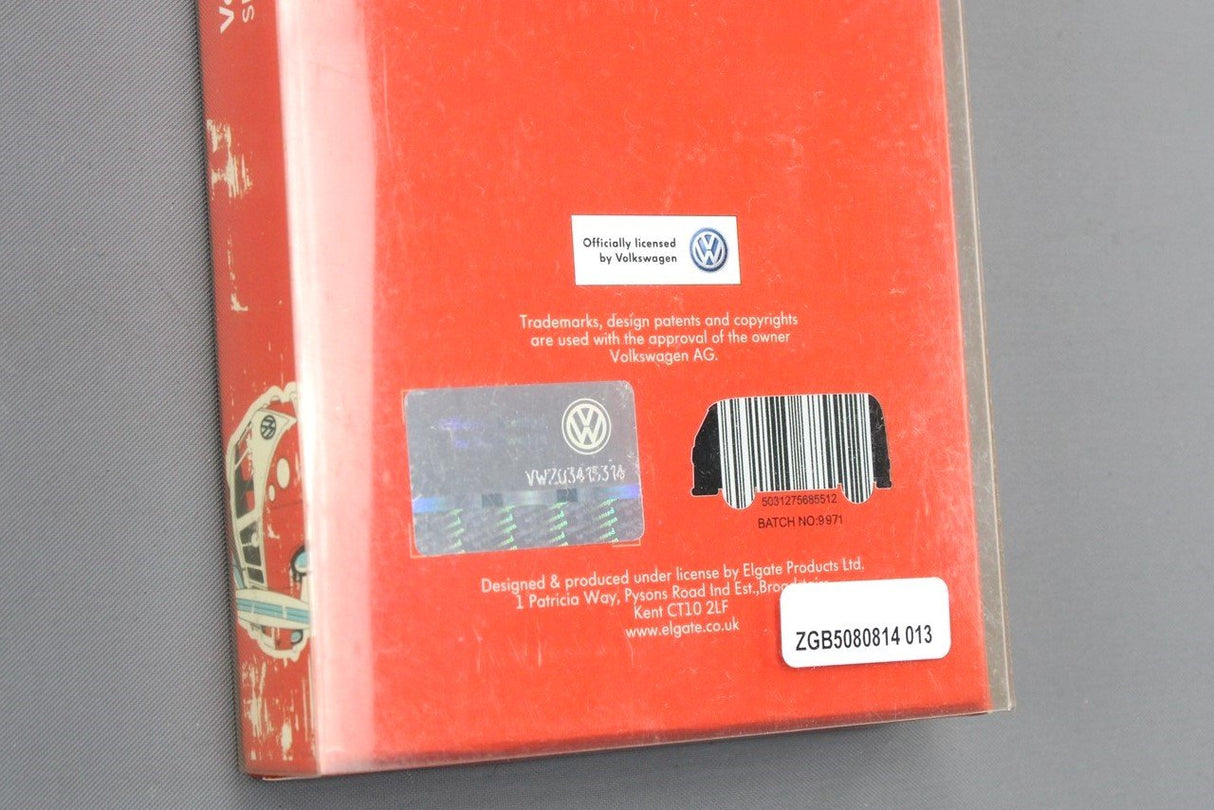 Officially licensed
by Volkswagen
Trademarks, design patents and copyrights
are used with the approval of the owner
Volkswagen AG.
VWZ03415314
5031275685512
BATCH NO:9971
Designed & produced under license by Elgate Products Ltd.
1 Patricia Way, Pysons Road Ind Est.,
Kent CT10 2LF
www.elgate.co.uk
ZGB5080814 013